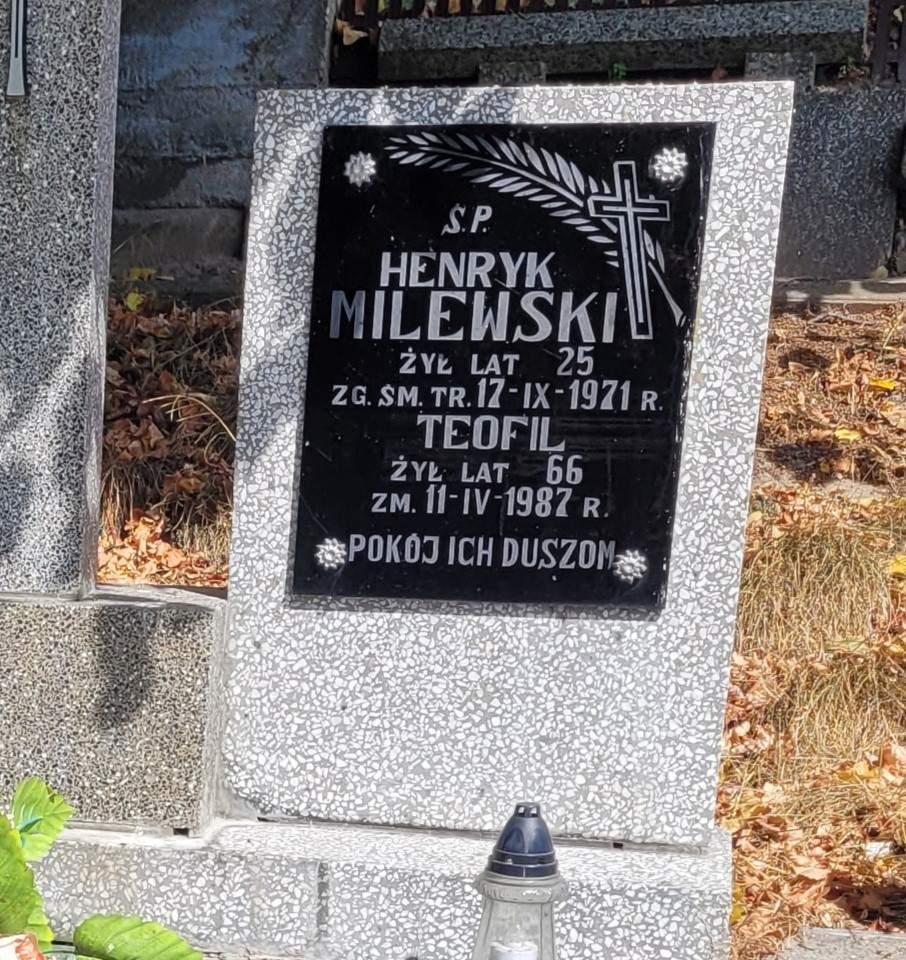 Ś.P.
HENRYK
MILEWSKI
ŻYŁ LAT 25
ZG. ŚM. TR. 17-IX-1971 R.
TEOFIL
ŻYŁ LAT 66
ZM. 11-IV-1987 R.
POKÓJ ICH DUSZOM